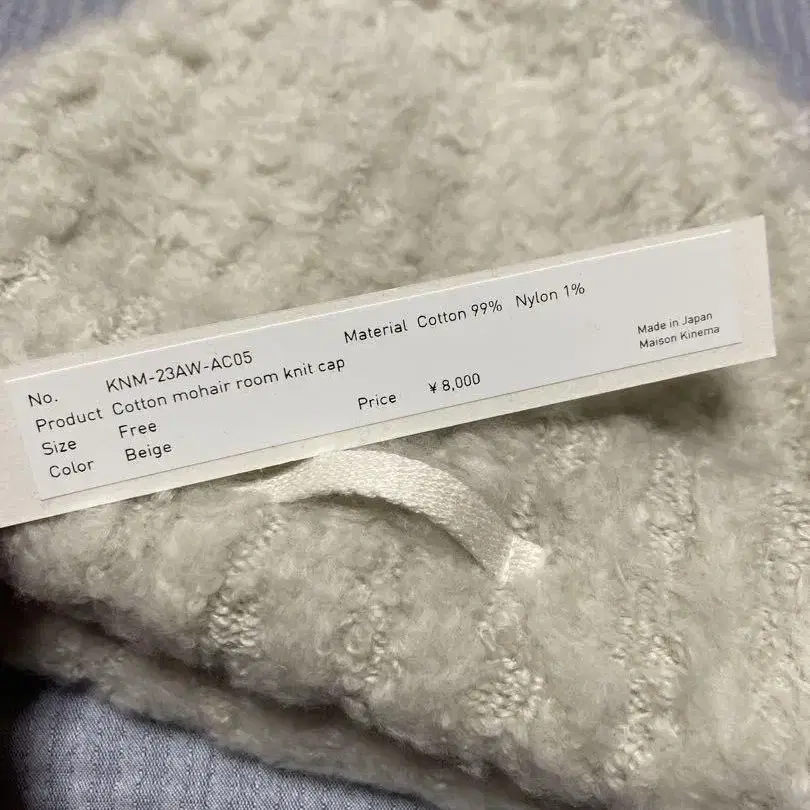 No. KNM-23AW-AC05
Product Cotton mohair room knit cap
Size Free
Color Beige
Material Cotton 99% Nylon 1%
Price ¥ 8,000
Made in Japan
Maison Kinema